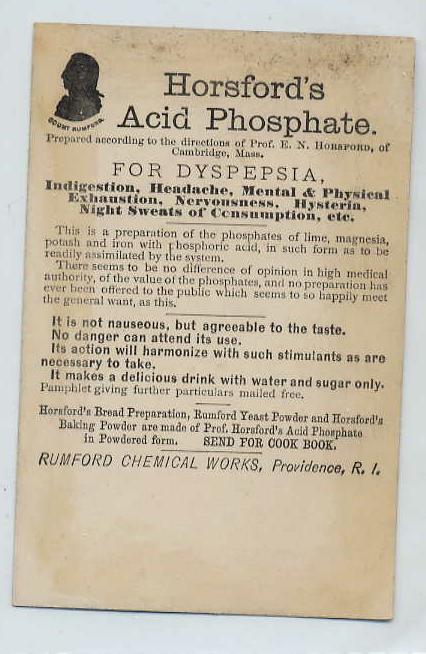 COUNT RUMFORD.
Horsford's
Acid Phosphate.
Prepared according to the directions of Prof. E. N. HORSFORD, of
Cambridge, Mass.
FOR DYSPEPSIA,
Indigestion, Headache, Mental & Physical
Exhaustion, Nervousness, Hysteria,
Night Sweats of Consumption, etc.
This is a preparation of the phosphates of lime, magnesia,
potash and iron with phosphoric acid, in such form as to be
readily assimilated by the system.
There seems to be no difference of opinion in high medical
authority, of the value of the phosphates, and no preparation has
ever been offered to the public which seems to so happily meet
the general want, as this.
It is not nauseous, but agreeable to the taste.
No danger can attend its use.
Its action will harmonize with such stimulants as are
necessary to take.
It makes a delicious drink with water and sugar only.
Pamphlet giving further particulars mailed free.
Horsford's Bread Preparation, Rumford Yeast Powder and Horsford's
Baking Powder are made of Prof. Horsford's Acid Phosphate
in Powdered form. SEND FOR COOK BOOK.
RUMFORD CHEMICAL WORKS, Providence, R. I.